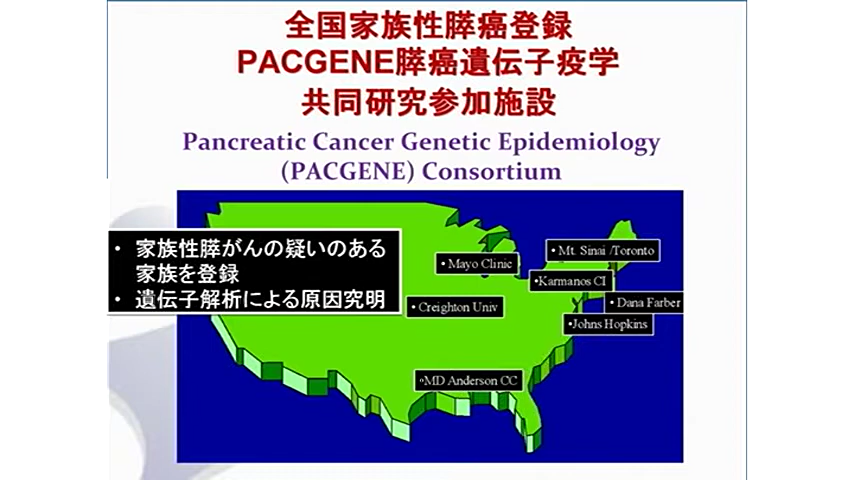 全国家族性膵癌登録
PACGENE膵癌遺伝子疫学
共同研究参加施設
Pancreatic Cancer Genetic Epidemiology
(PACGENE) Consortium
• 家族性膵がんの疑いのある
家族を登録
• 遺伝子解析による原因究明
• Mt. Sinai /Toronto
• Mayo Clinic
•Karmanos CI
• Dana Farber
• Creighton Univ
•Johns Hopkins
•MD Anderson CC